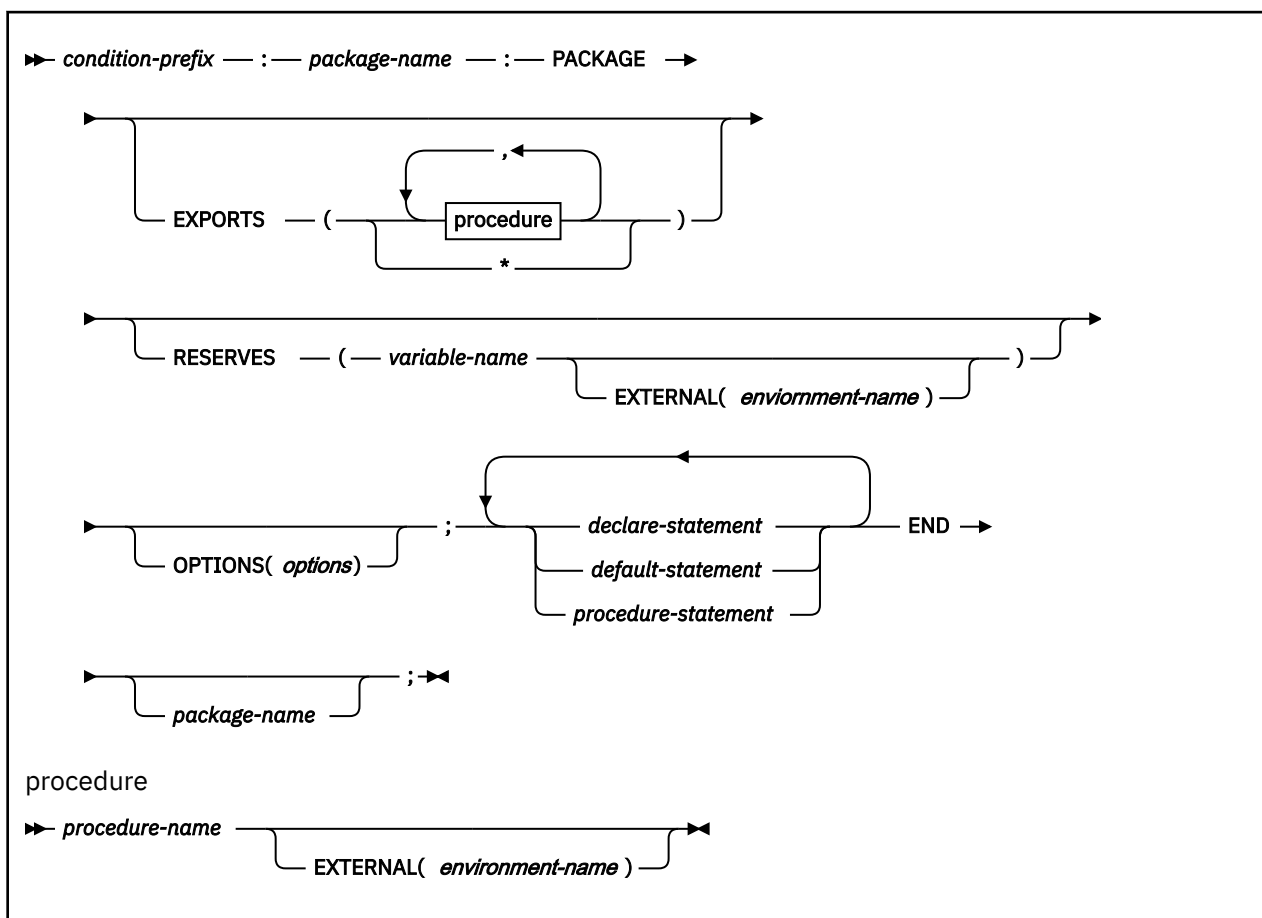 condition-prefix : package-name : PACKAGE
,
EXPORTS ( procedure )
*
RESERVES ( variable-name )
EXTERNAL( enviornment-name )
; declare-statement END
OPTIONS( options) default-statement
procedure-statement
;
package-name
procedure
procedure-name
EXTERNAL( environment-name )